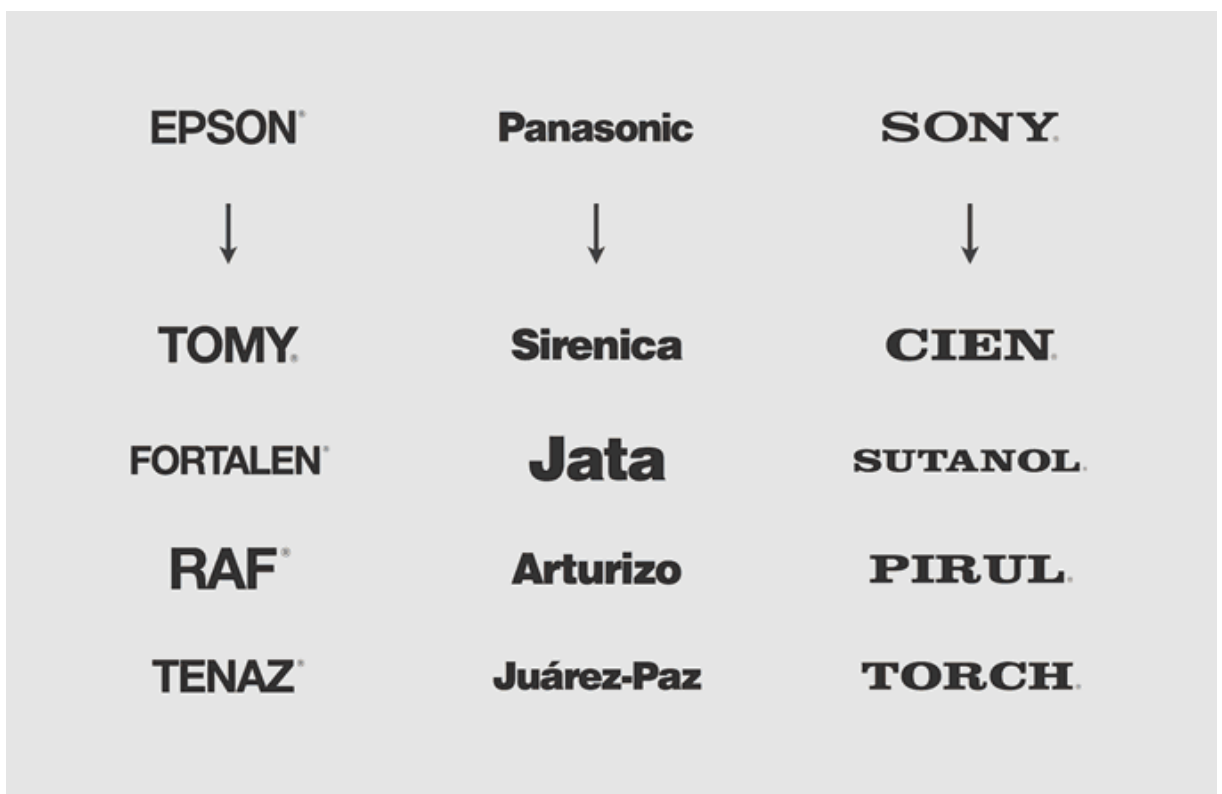 EPSON® Panasonic SONY®
TOMY® Sirenica CIEN®
FORTALEN® Jata SUTANOL®
RAF® Arturizo PIRUL®
TENAZ® Juárez-Paz TORCH®